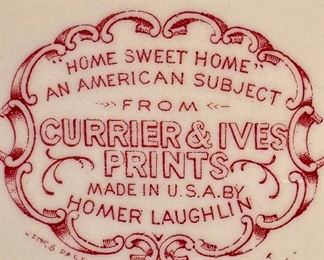 "HOME SWEET HOME"
AN AMERICAN SUBJECT
FROM
CURRIER & IVES
PRINTS
MADE IN U.S.A. BY
HOMER LAUGHLIN